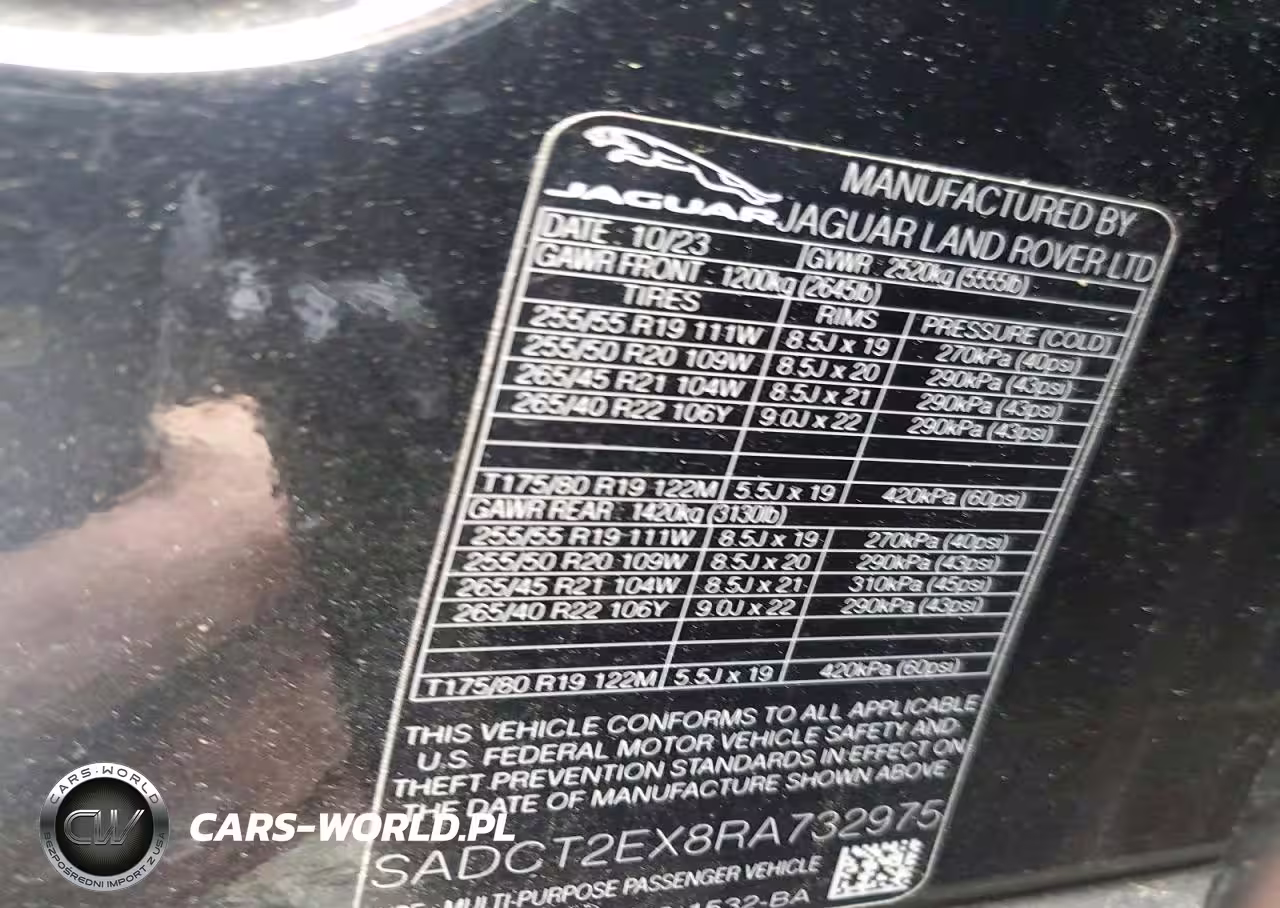 MANUFACTURED BY
JAGUAR JAGUAR LAND ROVER LTD
DATE : 10/23 GVWR : 2520kg (5555lb)
GAWR FRONT : 1200kg (2645lb)
TIRES RIMS PRESSURE (COLD)
255/55 R19 111W 8.5J x 19 270kPa (40psi)
255/50 R20 109W 8.5J x 20 290kPa (43psi)
265/45 R21 104W 8.5J x 21 290kPa (43psi)
265/40 R22 106Y 9.0J x 22 290kPa (43psi)
T175/80 R19 122M 5.5J x 19 420kPa (60psi)
GAWR REAR : 1420kg (3130lb)
255/55 R19 111W 8.5J x 19 270kPa (40psi)
255/50 R20 109W 8.5J x 20 290kPa (43psi)
265/45 R21 104W 8.5J x 21 310kPa (45psi)
265/40 R22 106Y 9.0J x 22 290kPa (43psi)
T175/80 R19 122M 5.5J x 19 420kPa (60psi)
THIS VEHICLE CONFORMS TO ALL APPLICABLE
U.S. FEDERAL MOTOR VEHICLE SAFETY AND
THEFT PREVENTION STANDARDS IN EFFECT ON
THE DATE OF MANUFACTURE SHOWN ABOVE
SADCT2EX8RA732975
MULTI-PURPOSE PASSENGER VEHICLE
1532-BA
CARS-WORLD
CW
BEZPOŚREDNI IMPORT Z USA
CARS-WORLD.PL